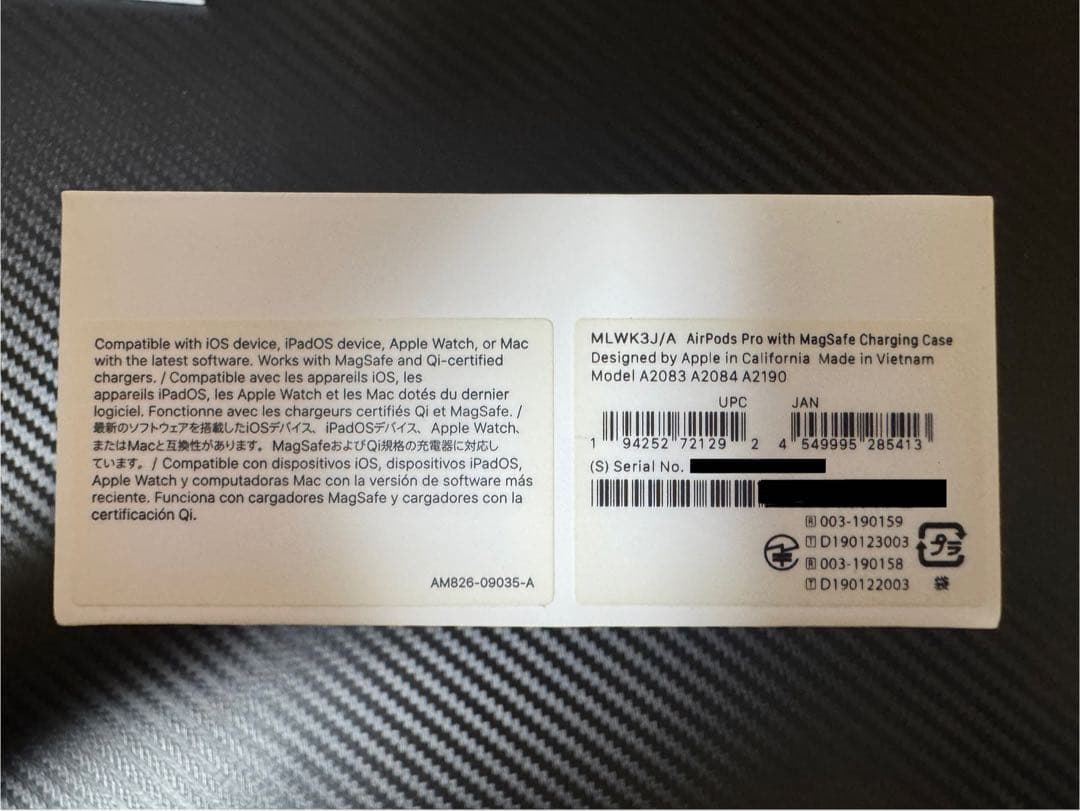 Compatible with iOS device, iPadOS device, Apple Watch, or Mac
with the latest software. Works with MagSafe and Qi-certified
chargers. / Compatible avec les appareils iOS, les
appareils iPadOS, les Apple Watch et les Mac dotés du dernier
logiciel. Fonctionne avec les chargeurs certifiés Qi et MagSafe. /
最新のソフトウェアを搭載したiOSデバイス、iPadOSデバイス、Apple Watch、
またはMacと互換性があります。MagSafeおよびQi規格の充電器に対応し
ています。/ Compatible con dispositivos iOS, dispositivos iPadOS,
Apple Watch y computadoras Mac con la versión de software más
reciente. Funciona con cargadores MagSafe y cargadores con la
certificación Qi.
AM826-09035-A
MLWK3J/A AirPods Pro with MagSafe Charging Case
Designed by Apple in California Made in Vietnam
Model A2083 A2084 A2190
UPC JAN
1 94252 72129 2 4 549995 285413
(S) Serial No.
R 003-190159
T D190123003
R 003-190158
T D190122003
プラ
袋